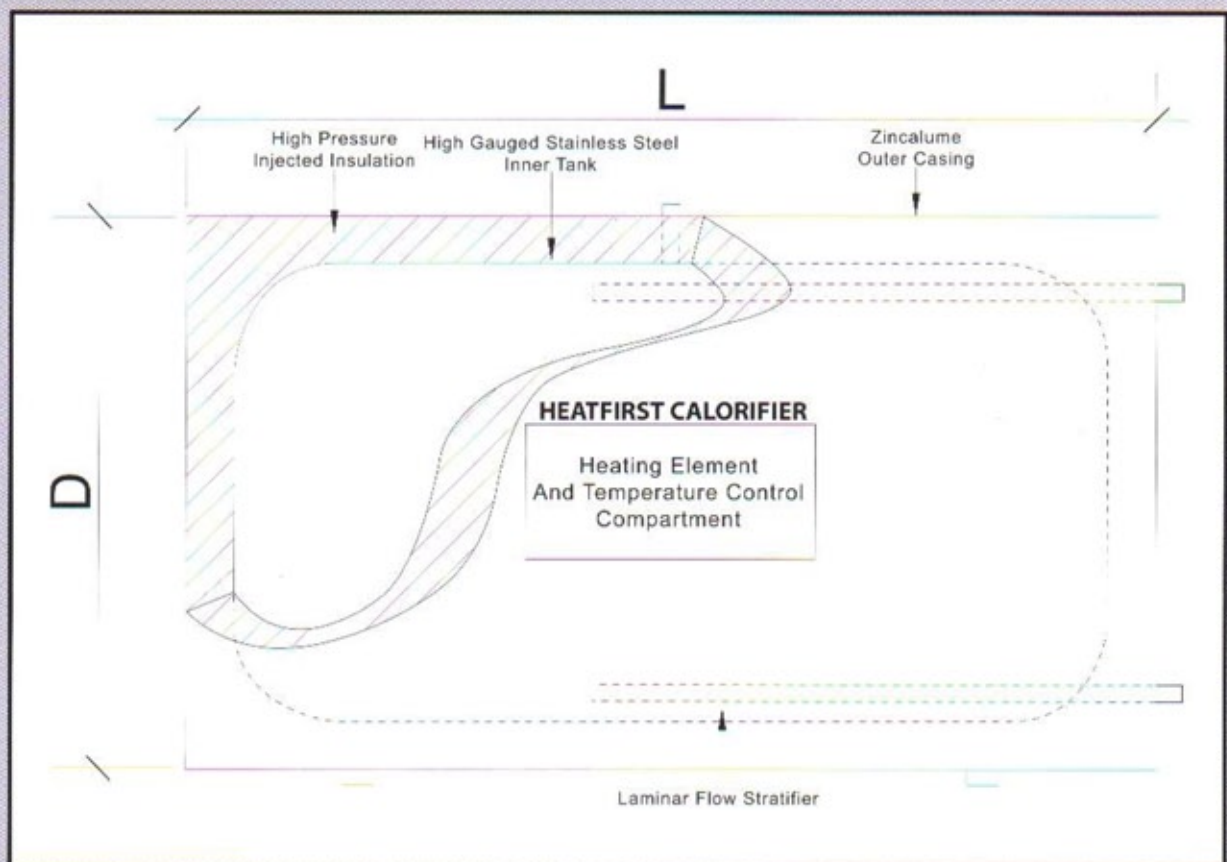 L
High Pressure
Injected Insulation
High Gauged Stainless Steel
Inner Tank
Zincalume
Outer Casing
D
HEATFIRST CALORIFIER
Heating Element
And Temperature Control
Compartment
Laminar Flow Stratifier